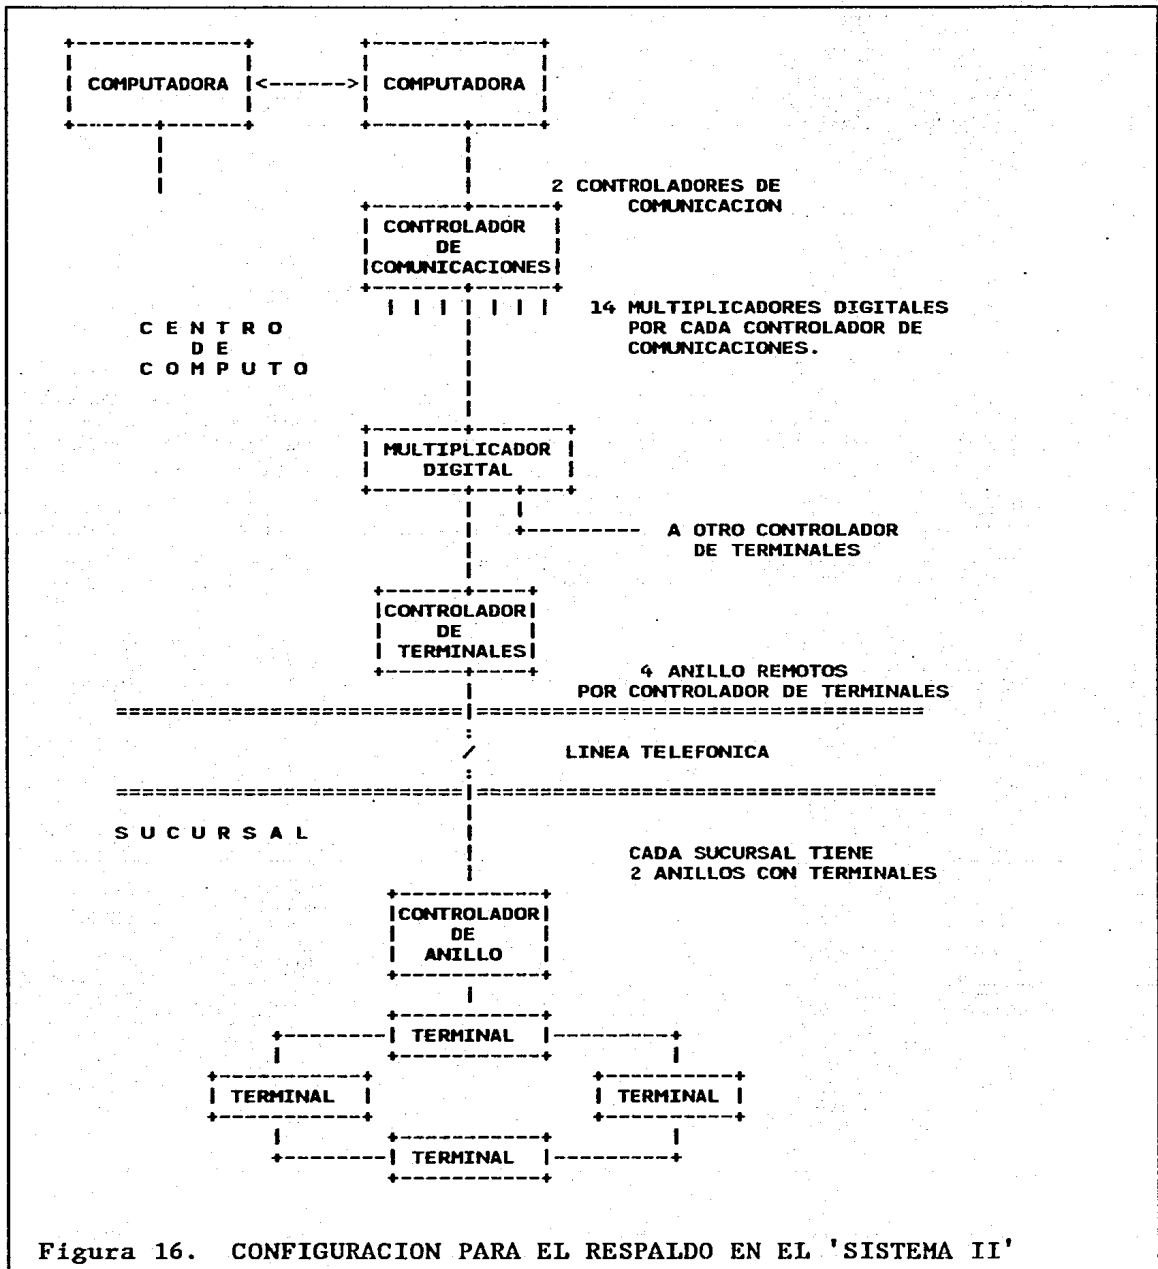 COMPUTADORA <------> COMPUTADORA
2 CONTROLADORES DE
COMUNICACION
CONTROLADOR
DE
COMUNICACIONES
14 MULTIPLICADORES DIGITALES
POR CADA CONTROLADOR DE
COMUNICACIONES.
C E N T R O
D E
C O M P U T O
MULTIPLICADOR
DIGITAL
A OTRO CONTROLADOR
DE TERMINALES
CONTROLADOR
DE
TERMINALES
4 ANILLO REMOTOS
POR CONTROLADOR DE TERMINALES
LINEA TELEFONICA
S U C U R S A L
CADA SUCURSAL TIENE
2 ANILLOS CON TERMINALES
CONTROLADOR
DE
ANILLO
TERMINAL
TERMINAL TERMINAL
TERMINAL
Figura 16. CONFIGURACION PARA EL RESPALDO EN EL 'SISTEMA II'